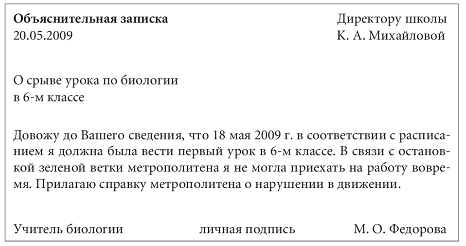 Объяснительная записка Директору школы
20.05.2009 К. А. Михайловой
О срыве урока по биологии
в 6-м классе
Довожу до Вашего сведения, что 18 мая 2009 г. в соответствии с расписа-
нием я должна была вести первый урок в 6-м классе. В связи с останов-
кой зеленой ветки метрополитена я не могла приехать на работу вовре-
мя. Прилагаю справку метрополитена о нарушении в движении.
Учитель биологии личная подпись М. О. Федорова